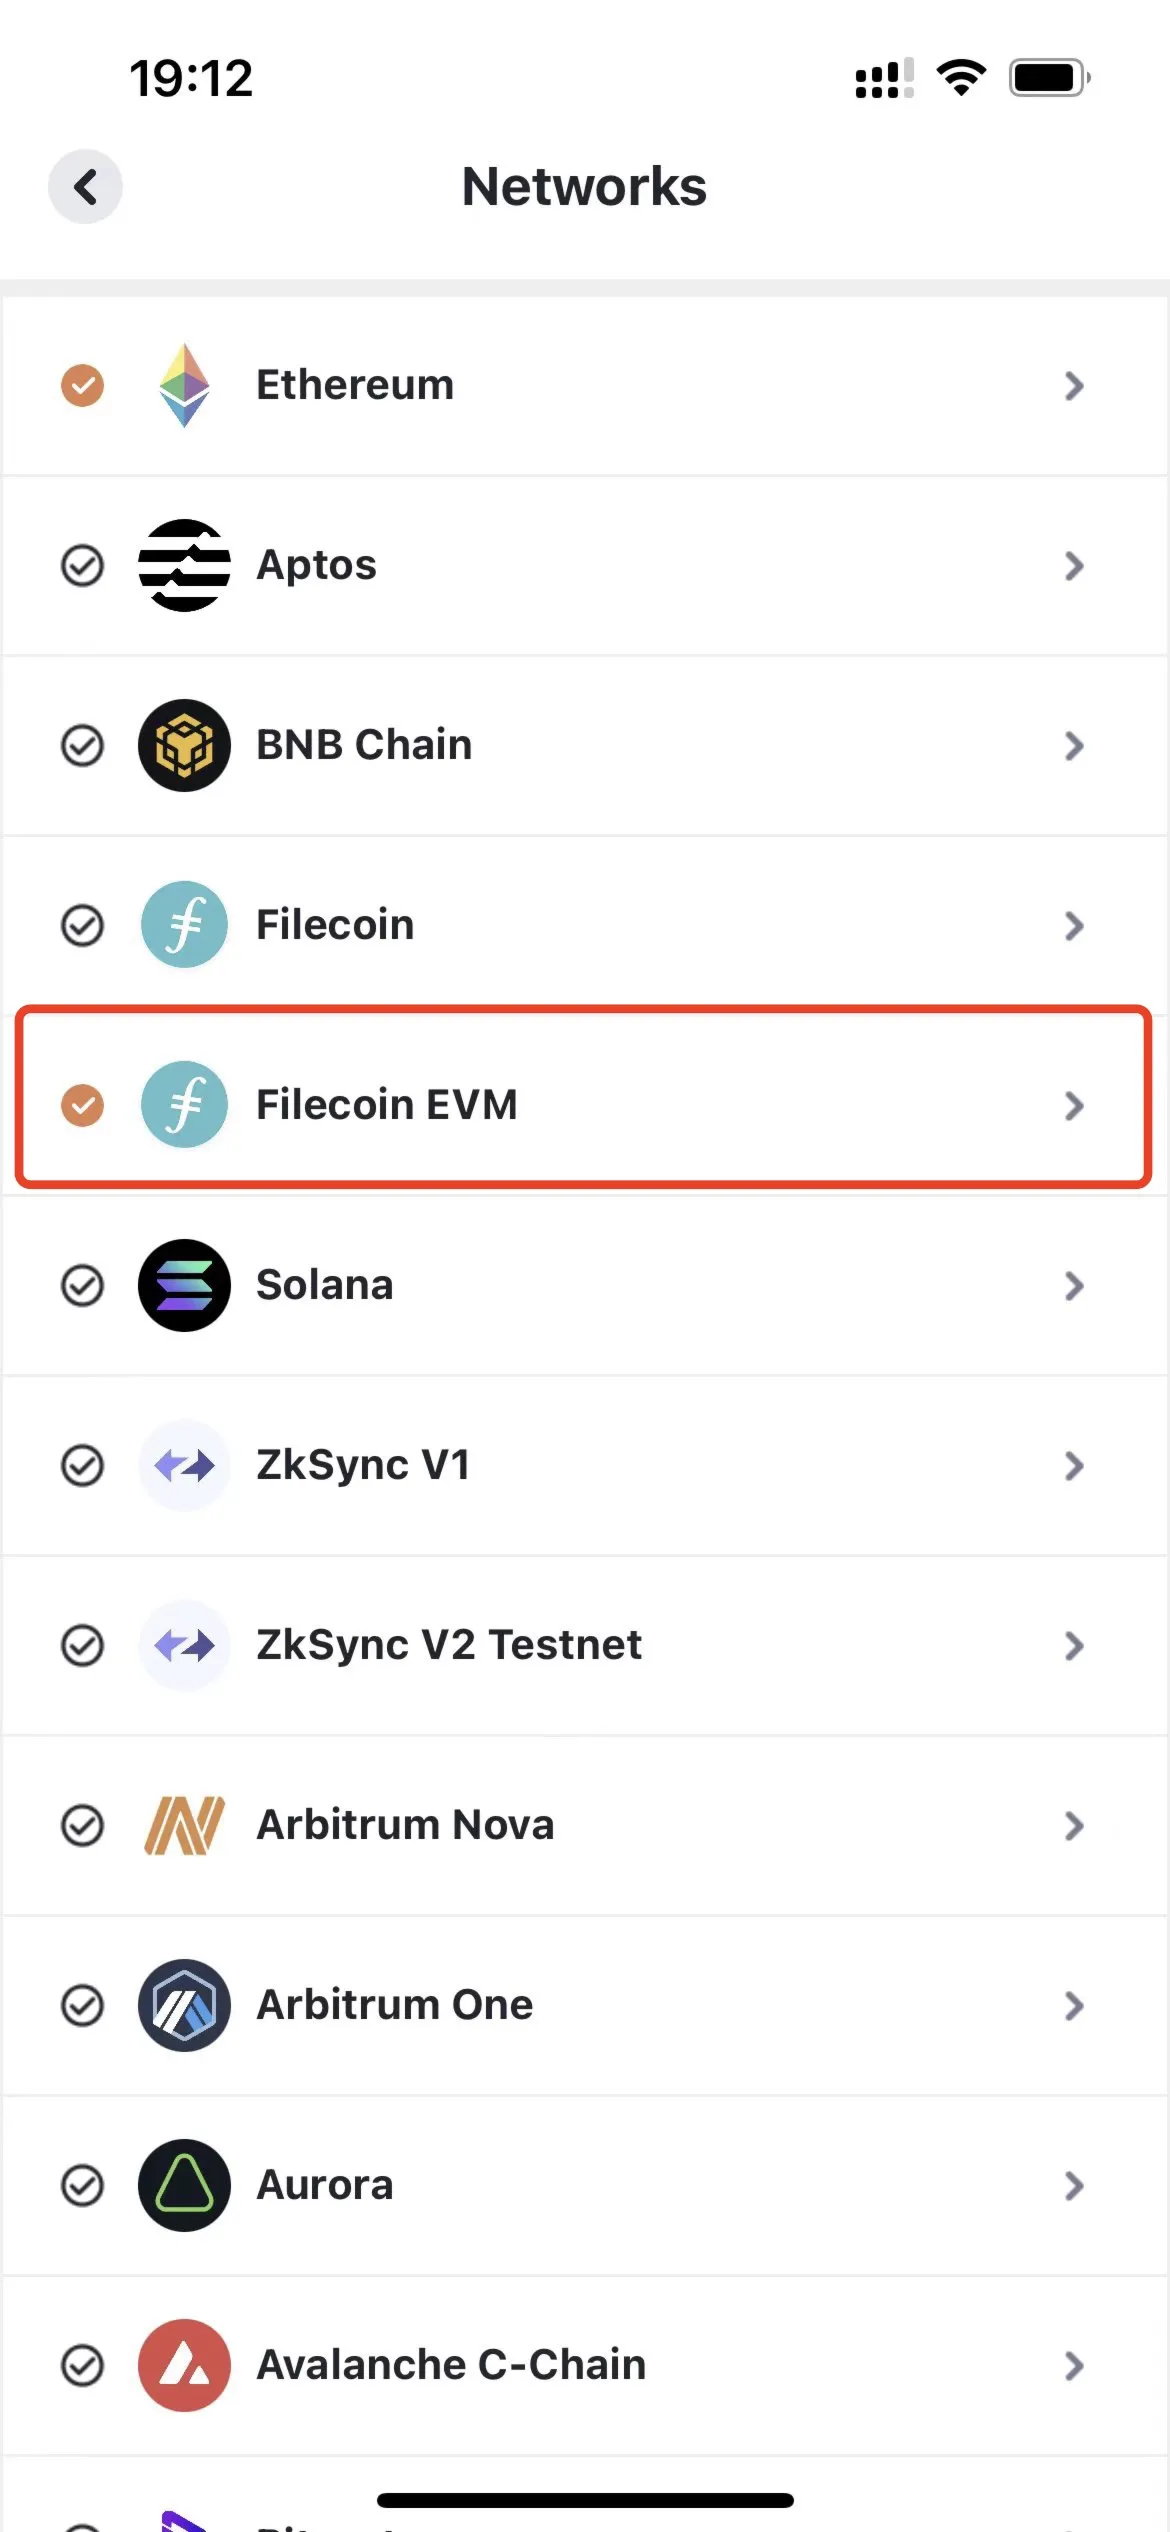 19:12
Networks
Ethereum
Aptos
BNB Chain
Filecoin
Filecoin EVM
Solana
ZkSync V1
ZkSync V2 Testnet
Arbitrum Nova
Arbitrum One
Aurora
Avalanche C-Chain